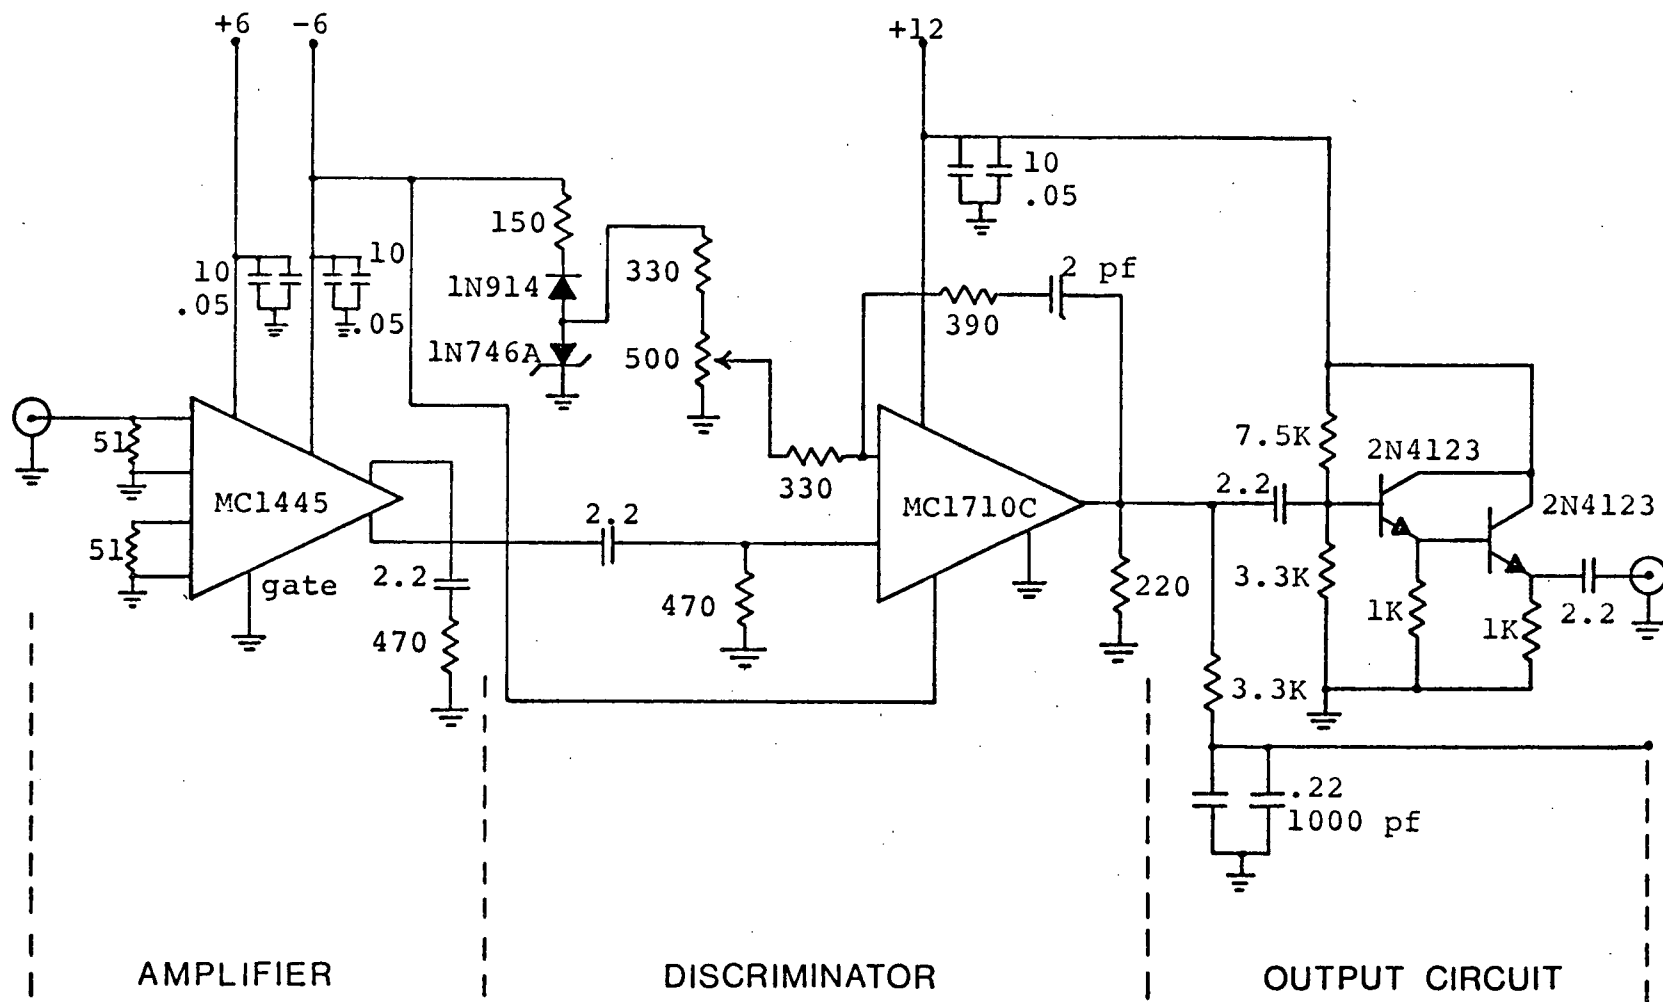 +6
-6
+12
10
.05
10
.05
150
1N914
1N746A
330
500
330
10
.05
2 pf
390
51
51
MC1445
gate
2.2
470
2.2
470
MC1710C
220
7.5K
2N4123
2.2
2N4123
3.3K
1K
1K
2.2
3.3K
.22
1000 pf
AMPLIFIER
DISCRIMINATOR
OUTPUT CIRCUIT